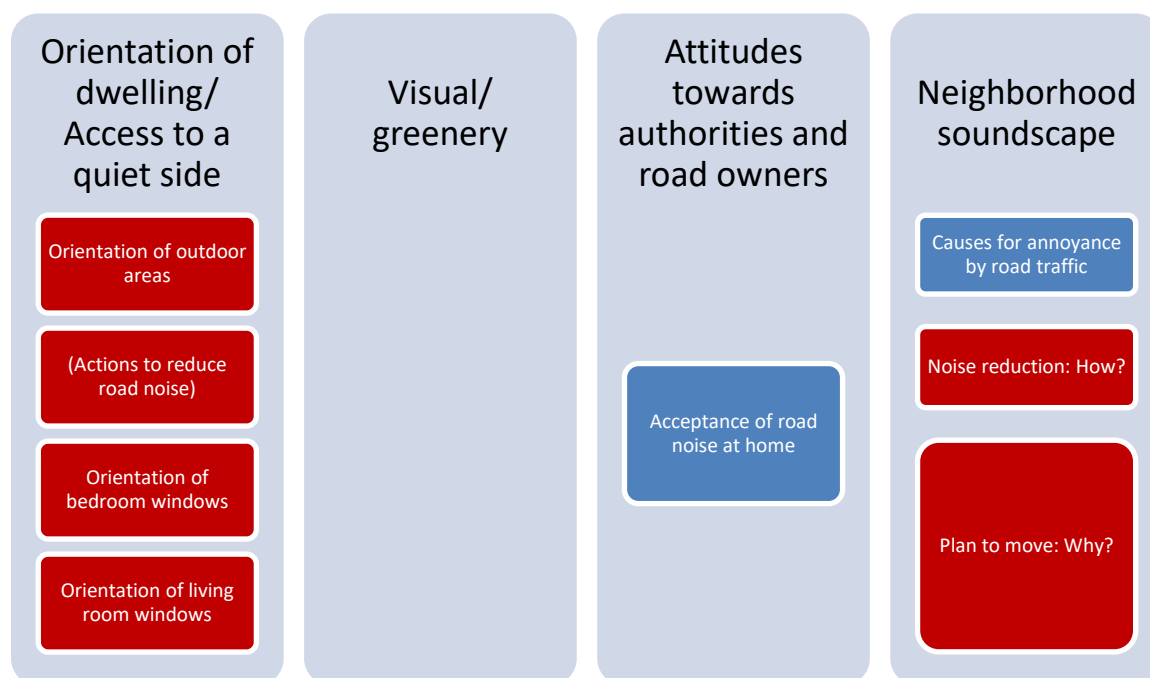 Orientation of
dwelling/
Access to a
quiet side
Orientation of outdoor
areas
(Actions to reduce
road noise)
Orientation of
bedroom windows
Orientation of living
room windows
Visual/
greenery
Attitudes
towards
authorities and
road owners
Acceptance of road
noise at home
Neighborhood
soundscape
Causes for annoyance
by road traffic
Noise reduction: How?
Plan to move: Why?